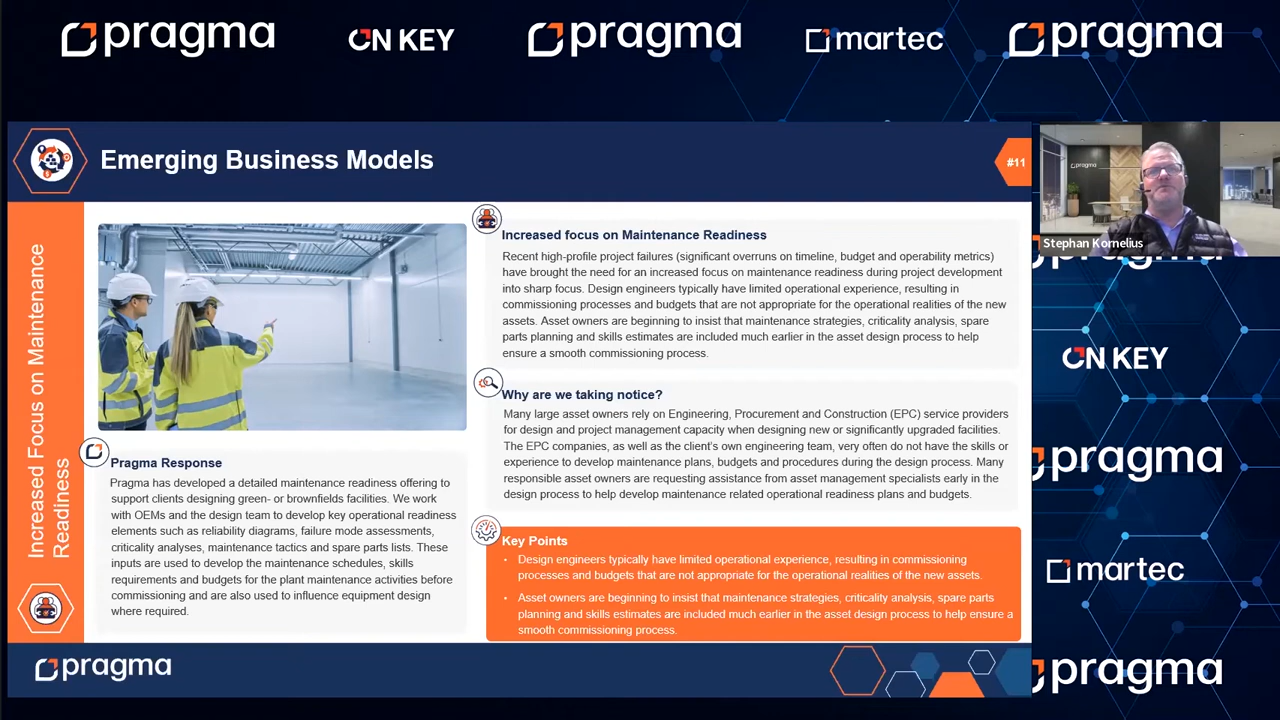 pragma
ON KEY
pragma
martec
pragma
Emerging Business Models
#11
pragma
Stephan Kornelius
Increased Focus on Maintenance
Readiness
Increased focus on Maintenance Readiness
Recent high-profile project failures (significant overruns on timeline, budget and operability metrics)
have brought the need for an increased focus on maintenance readiness during project development
into sharp focus. Design engineers typically have limited operational experience, resulting in
commissioning processes and budgets that are not appropriate for the operational realities of the new
assets. Asset owners are beginning to insist that maintenance strategies, criticality analysis, spare
parts planning and skills estimates are included much earlier in the asset design process to help
ensure a smooth commissioning process.
Why are we taking notice?
Many large asset owners rely on Engineering, Procurement and Construction (EPC) service providers
for design and project management capacity when designing new or significantly upgraded facilities.
The EPC companies, as well as the client's own engineering team, very often do not have the skills or
experience to develop maintenance plans, budgets and procedures during the design process. Many
responsible asset owners are requesting assistance from asset management specialists early in the
design process to help develop maintenance related operational readiness plans and budgets.
Pragma Response
Pragma has developed a detailed maintenance readiness offering to
support clients designing green- or brownfields facilities. We work
with OEMs and the design team to develop key operational readiness
elements such as reliability diagrams, failure mode assessments,
criticality analyses, maintenance tactics and spare parts lists. These
inputs are used to develop the maintenance schedules, skills
requirements and budgets for the plant maintenance activities before
commissioning and are also used to influence equipment design
where required.
Key Points
• Design engineers typically have limited operational experience, resulting in commissioning
processes and budgets that are not appropriate for the operational realities of the new assets.
• Asset owners are beginning to insist that maintenance strategies, criticality analysis, spare parts
planning and skills estimates are included much earlier in the asset design process to help ensure a
smooth commissioning process.
pragma
pragma
ON KEY
pragma
martec
pragma